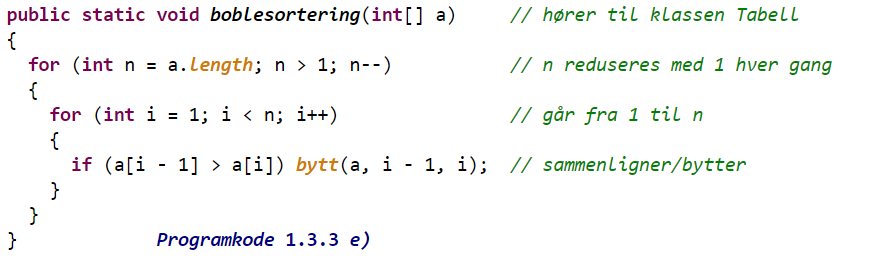 public static void boblesortering(int[] a)     // hører til klassen Tabell
{
  for (int n = a.length; n > 1; n--)           // n reduseres med 1 hver gang
  {
    for (int i = 1; i < n; i++)                // går fra 1 til n
    {
      if (a[i - 1] > a[i]) bytt(a, i - 1, i);  // sammenligner/bytter
    }
  }
}             Programkode 1.3.3 e)